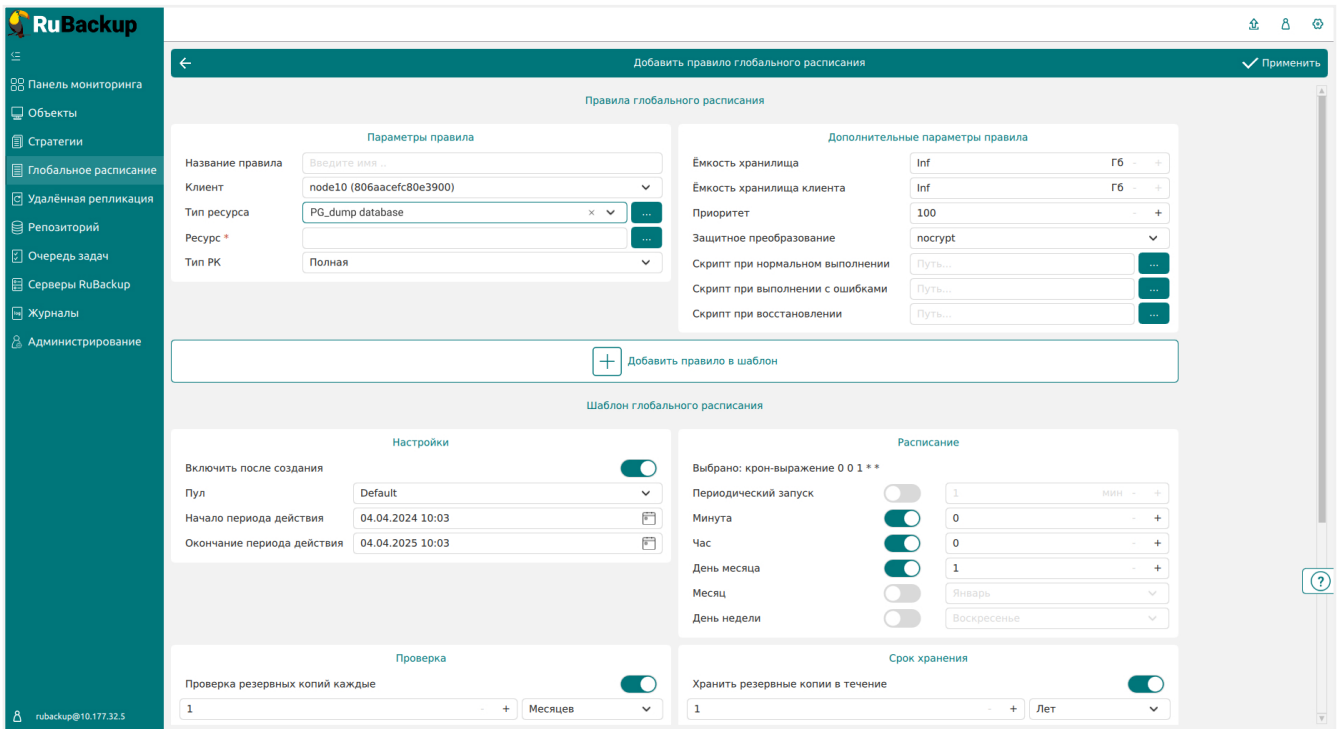 RuBackup
Панель мониторинга
Объекты
Стратегии
Глобальное расписание
Удалённая репликация
Репозиторий
Очередь задач
Серверы RuBackup
Журналы
Администрирование
rubackup@10.177.32.5
Добавить правило глобального расписания
Применить
Правила глобального расписания
Параметры правила
Название правила Введите имя ..
Клиент node10 (806aacefc80e3900)
Тип ресурса PG_dump database × ...
Ресурс * ...
Тип РК Полная
Дополнительные параметры правила
Ёмкость хранилища Inf Гб - +
Ёмкость хранилища клиента Inf Гб - +
Приоритет 100 - +
Защитное преобразование nocrypt
Скрипт при нормальном выполнении Путь... ...
Скрипт при выполнении с ошибками Путь... ...
Скрипт при восстановлении Путь... ...
+ Добавить правило в шаблон
Шаблон глобального расписания
Настройки
Включить после создания
Пул Default
Начало периода действия 04.04.2024 10:03
Окончание периода действия 04.04.2025 10:03
Расписание
Выбрано: крон-выражение 0 0 1 * *
Периодический запуск 1 мин - +
Минута 0 - +
Час 0 - +
День месяца 1 - +
Месяц Январь
День недели Воскресенье
Проверка
Проверка резервных копий каждые
1 - + Месяцев
Срок хранения
Хранить резервные копии в течение
1 - + Лет
?